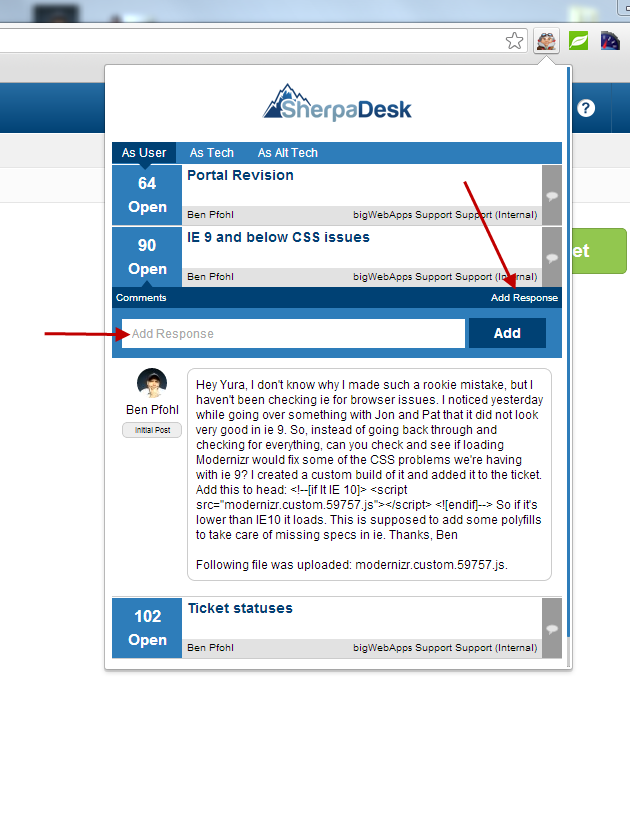 ?
SherpaDesk
As User As Tech As Alt Tech
64
Open
Portal Revision
Ben Pfohl bigWebApps Support Support (Internal)
90
Open
IE 9 and below CSS issues
Ben Pfohl bigWebApps Support Support (Internal)
et
Comments Add Response
Add Response Add
Ben Pfohl
Initial Post
Hey Yura, I don't know why I made such a rookie mistake, but I
haven't been checking ie for browser issues. I noticed yesterday
while going over something with Jon and Pat that it did not look
very good in ie 9. So, instead of going back through and
checking for everything, can you check and see if loading
Modernizr would fix some of the CSS problems we're having
with ie 9? I created a custom build of it and added it to the ticket.
Add this to head: <!--[if lt IE 10]> <script
src="modernizr.custom.59757.js"></script> <![endif]--> So if it's
lower than IE10 it loads. This is supposed to add some polyfills
to take care of missing specs in ie. Thanks, Ben
Following file was uploaded: modernizr.custom.59757.js.
102
Open
Ticket statuses
Ben Pfohl bigWebApps Support Support (Internal)